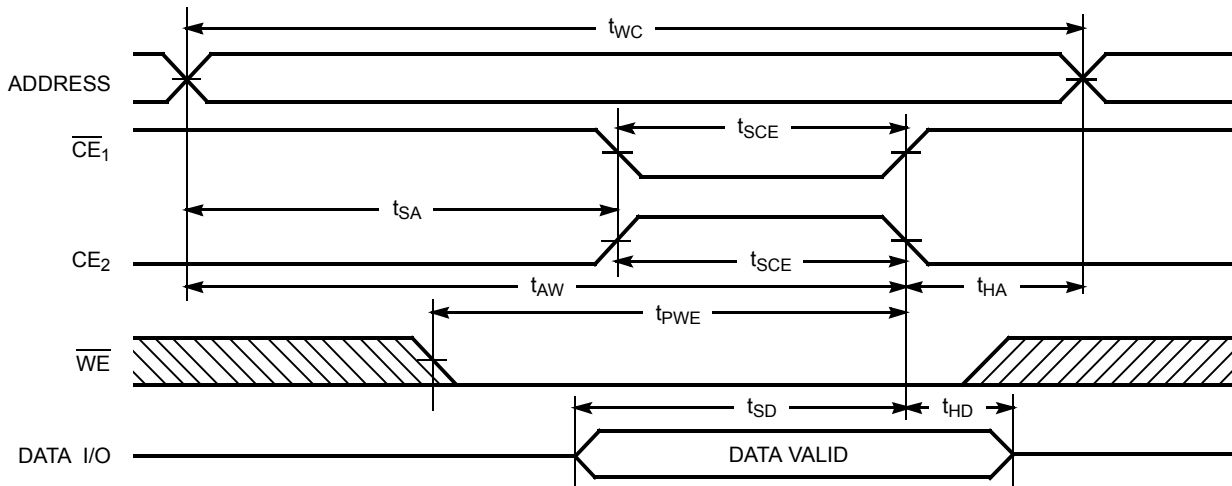 tWC
ADDRESS
tSCE
CE1
tSA
CE2
tSCE
tAW
tHA
tPWE
WE
tSD
tHD
DATA I/O
DATA VALID